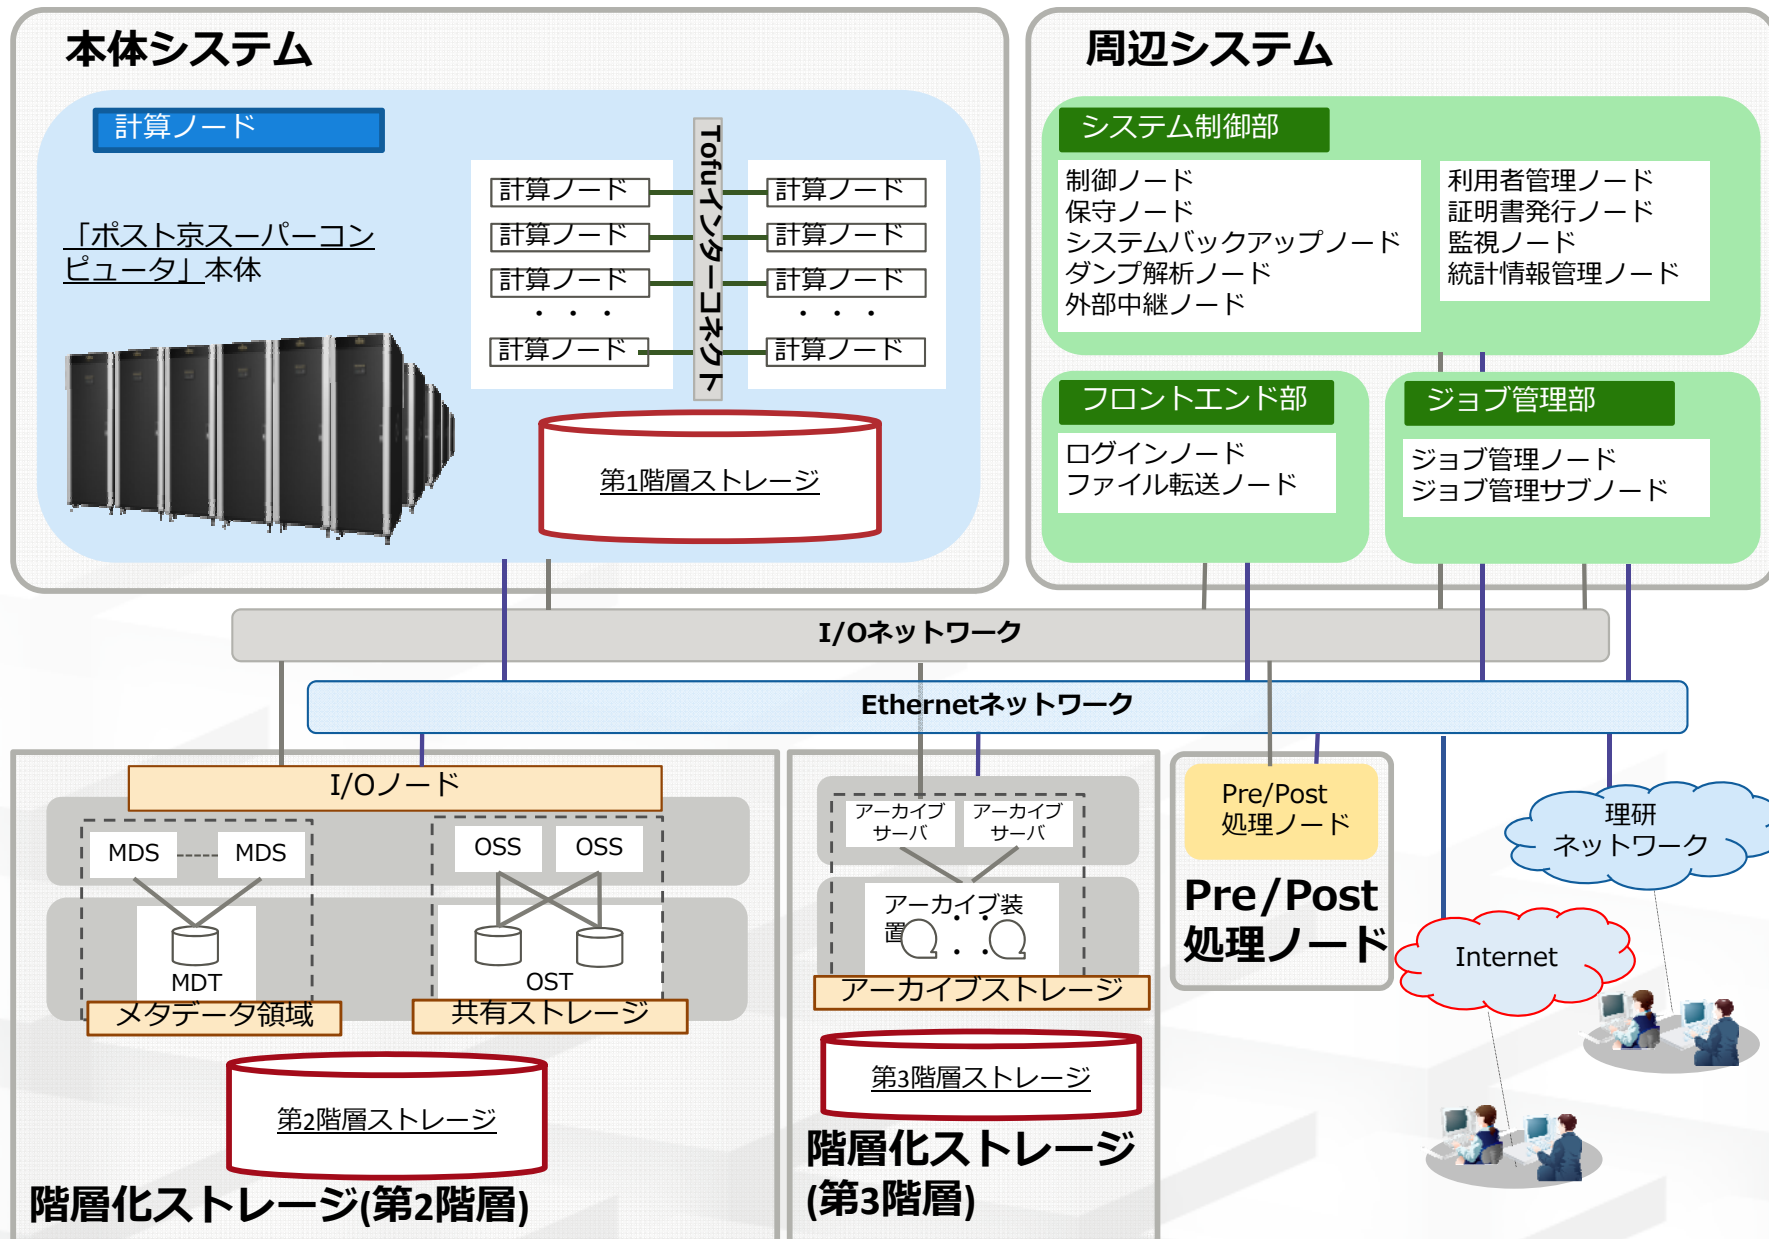 本体システム
計算ノード
「ポスト京スーパーコン
ピュータ」本体
計算ノード
計算ノード
計算ノード
・・・
計算ノード
Tofuインターコネクト
計算ノード
計算ノード
計算ノード
・・・
計算ノード
第1階層ストレージ
周辺システム
システム制御部
制御ノード
保守ノード
システムバックアップノード
ダンプ解析ノード
外部中継ノード
利用者管理ノード
証明書発行ノード
監視ノード
統計情報管理ノード
フロントエンド部
ログインノード
ファイル転送ノード
ジョブ管理部
ジョブ管理ノード
ジョブ管理サブノード
I/Oネットワーク
Ethernetネットワーク
I/Oノード
MDS
MDS
OSS
OSS
MDT
OST
メタデータ領域
共有ストレージ
第2階層ストレージ
階層化ストレージ(第2階層)
アーカイブ
サーバ
アーカイブ
サーバ
アーカイブ装
置
・・
・・
アーカイブストレージ
第3階層ストレージ
階層化ストレージ
(第3階層)
Pre/Post
処理ノード
Pre/Post
処理ノード
理研
ネットワーク
Internet